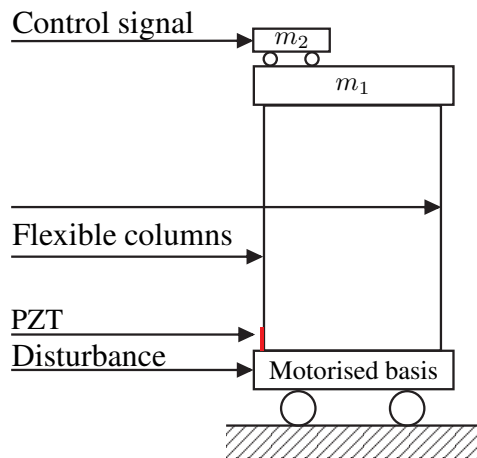 Control signal
m₂
m₁
Flexible columns
PZT
Disturbance
Motorised basis